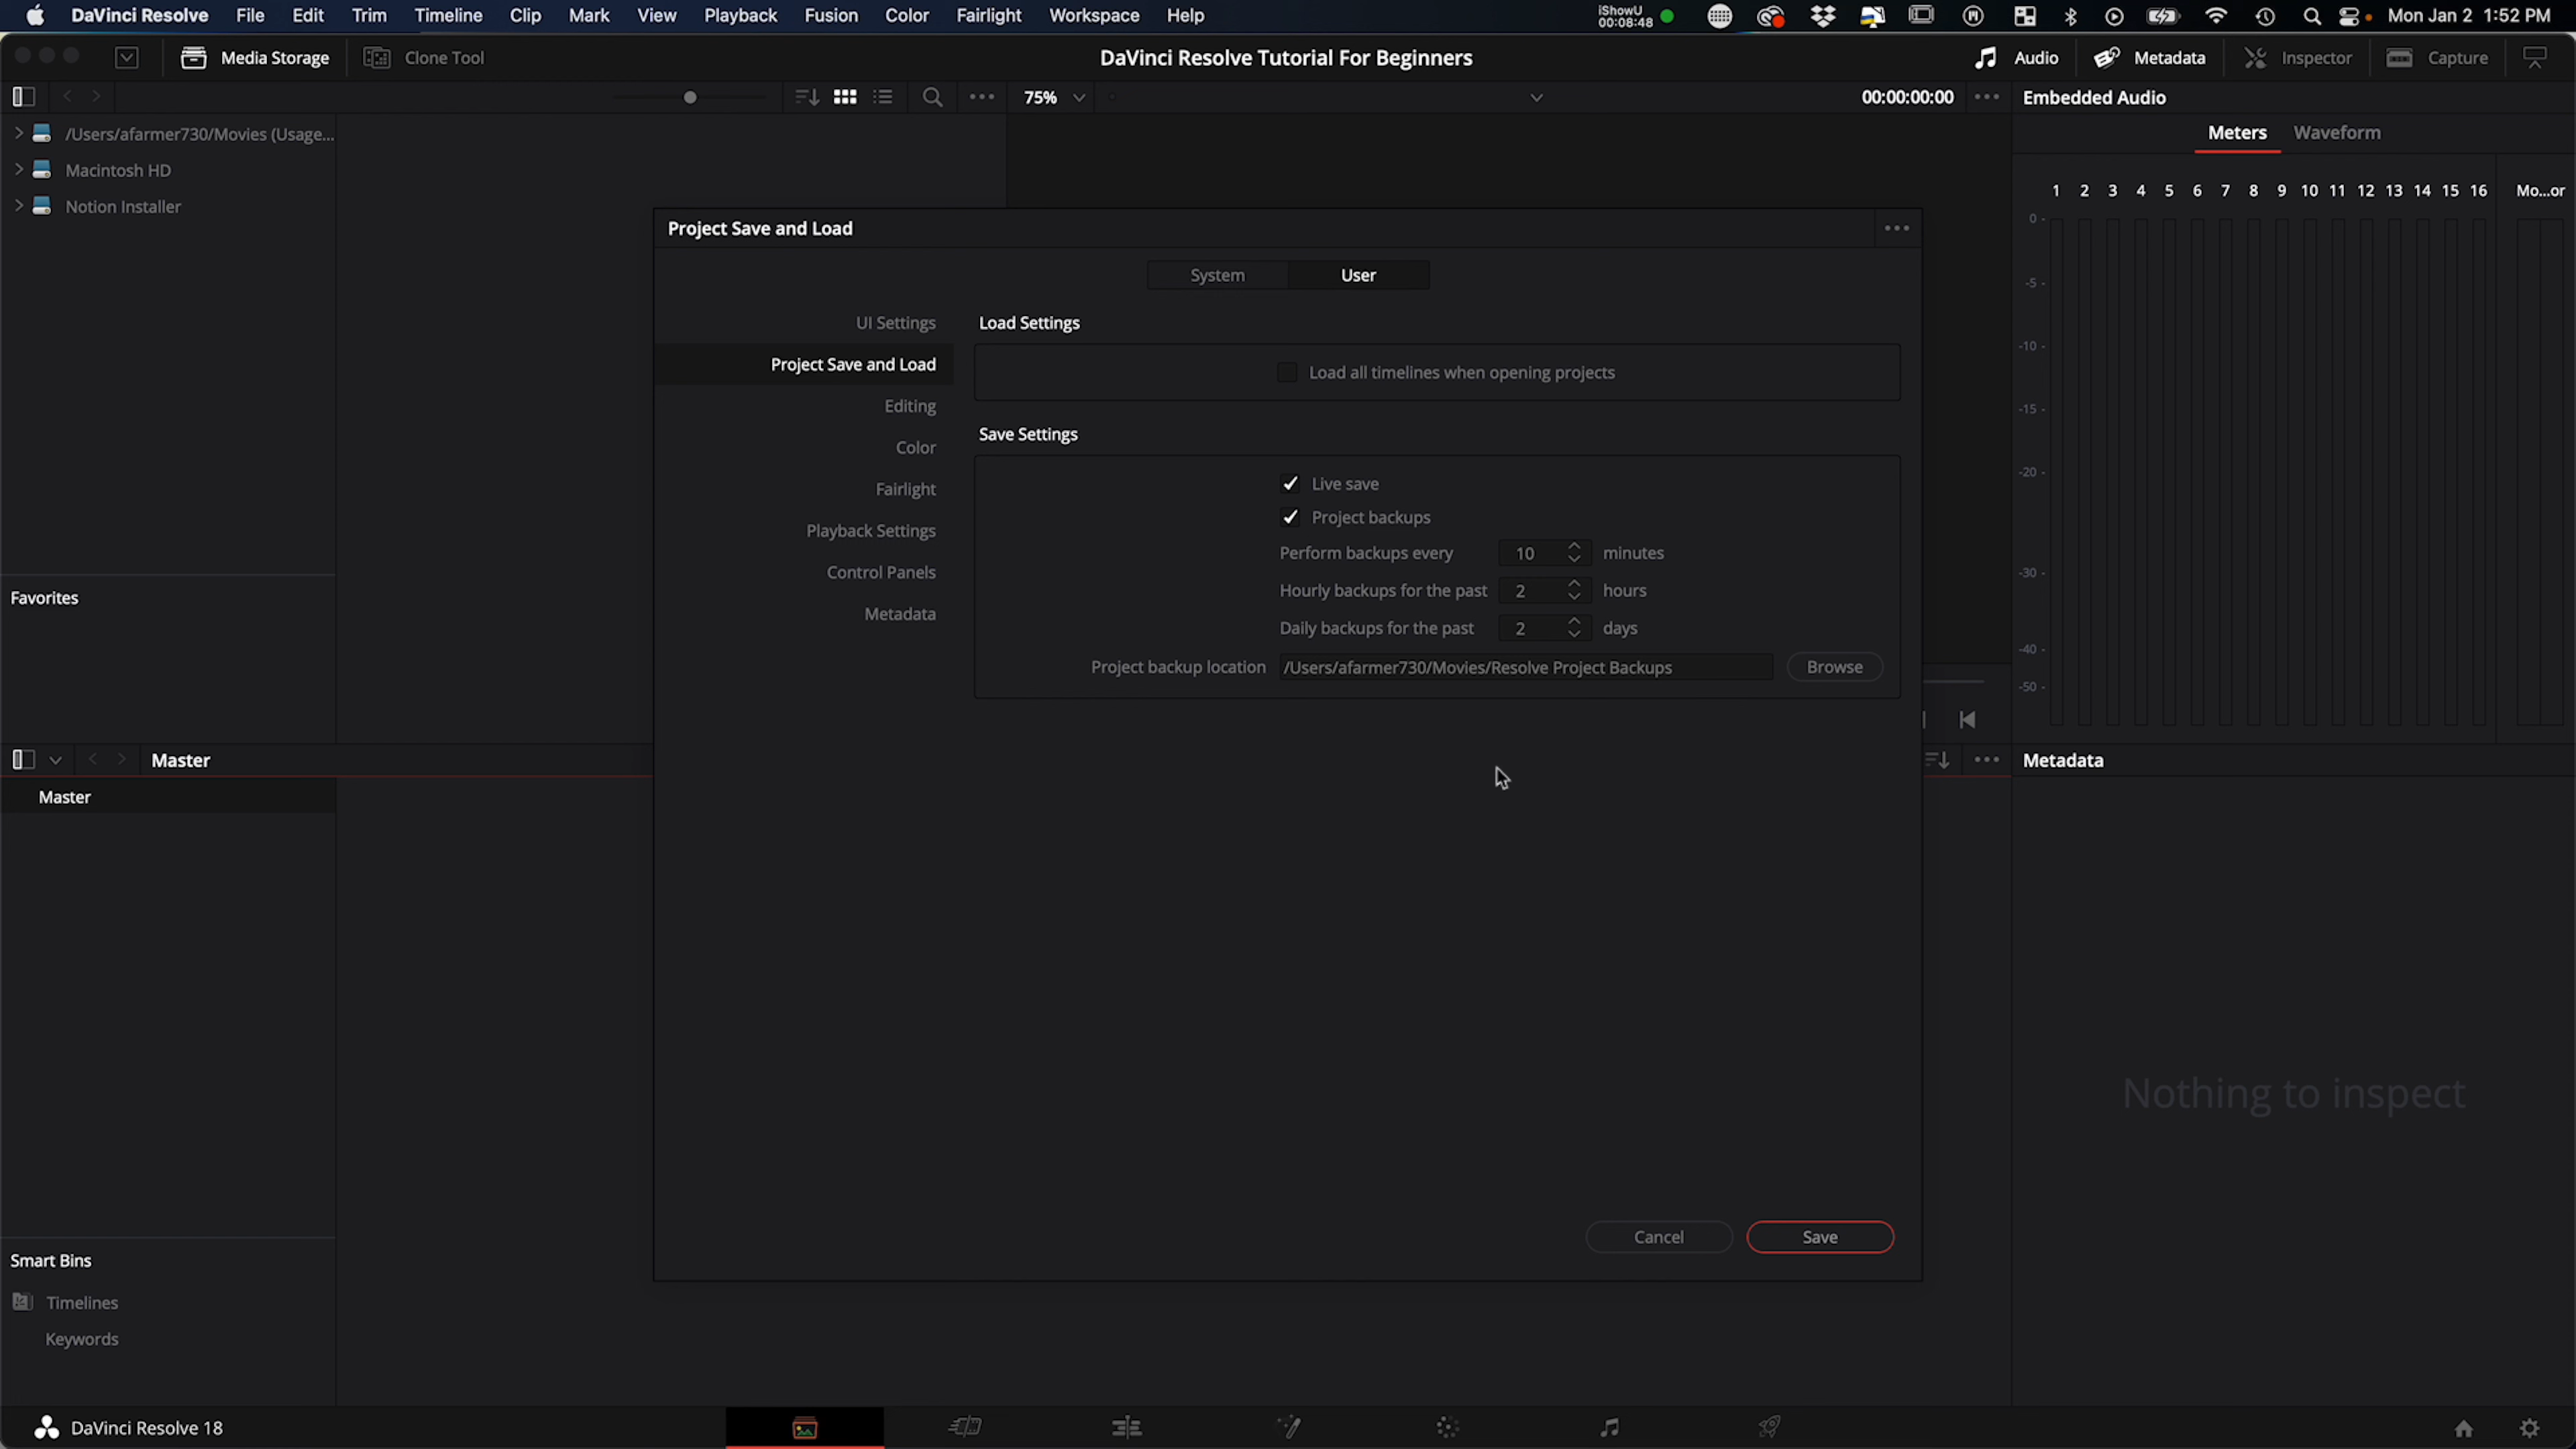 DaVinci Resolve File Edit Trim Timeline Clip Mark View Playback Fusion Color Fairlight Workspace Help iShowU 00:08:48 Mon Jan 2 1:52 PM
Media Storage Clone Tool DaVinci Resolve Tutorial For Beginners Audio Metadata Inspector Capture
75% 00:00:00:00 Embedded Audio
/Users/afarmer730/Movies (Usage... Meters Waveform
Macintosh HD
Notion Installer
1 2 3 4 5 6 7 8 9 10 11 12 13 14 15 16 Mo...or
0 -
-5 -
-10 -
-15 -
-20 -
-30 -
-40 -
-50 -
Project Save and Load
System User
UI Settings
Project Save and Load
Editing
Color
Fairlight
Playback Settings
Control Panels
Metadata
Load Settings
Load all timelines when opening projects
Save Settings
Live save
Project backups
Perform backups every 10 minutes
Hourly backups for the past 2 hours
Daily backups for the past 2 days
Project backup location /Users/afarmer730/Movies/Resolve Project Backups Browse
Cancel Save
Favorites
Master
Master
Metadata
Nothing to inspect
Smart Bins
Timelines
Keywords
DaVinci Resolve 18